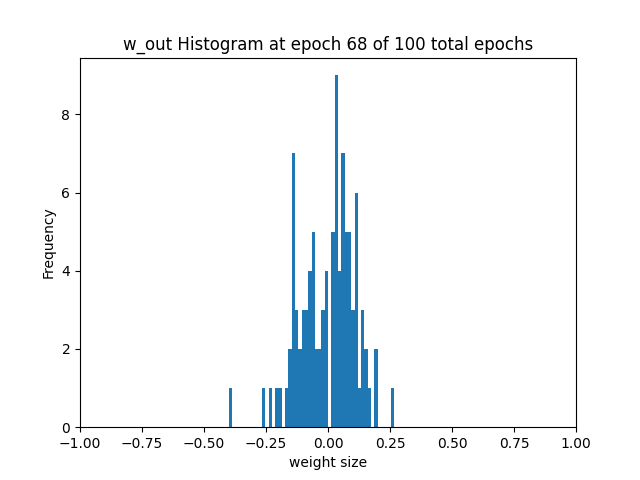 w_out Histogram at epoch 68 of 100 total epochs
Frequency
8
6
4
2
0
−1.00 −0.75 −0.50 −0.25 0.00 0.25 0.50 0.75 1.00
weight size